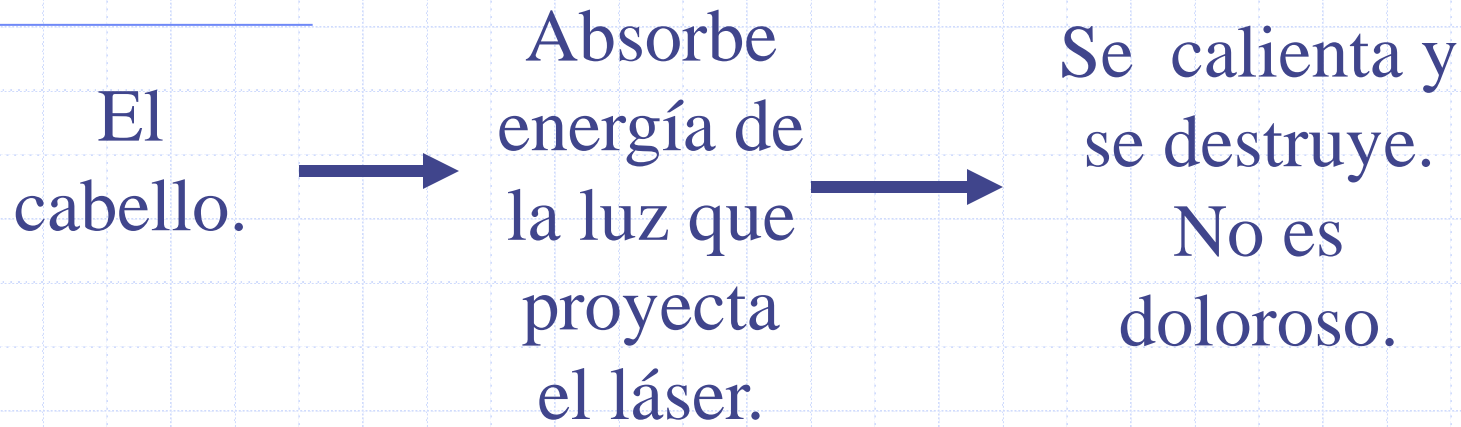 El
cabello.
Absorbe
energía de
la luz que
proyecta
el láser.
Se calienta y
se destruye.
No es
doloroso.